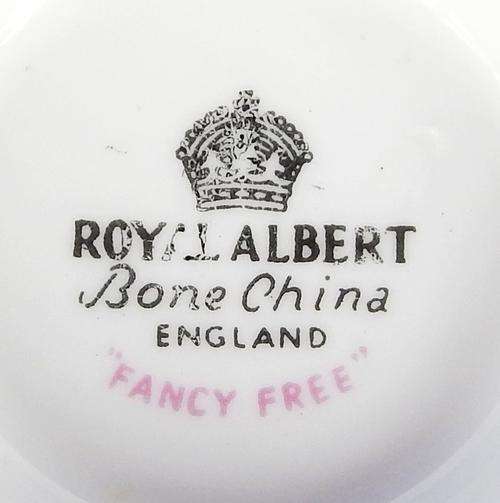 ROYAL ALBERT
Bone China
ENGLAND
"FANCY FREE"